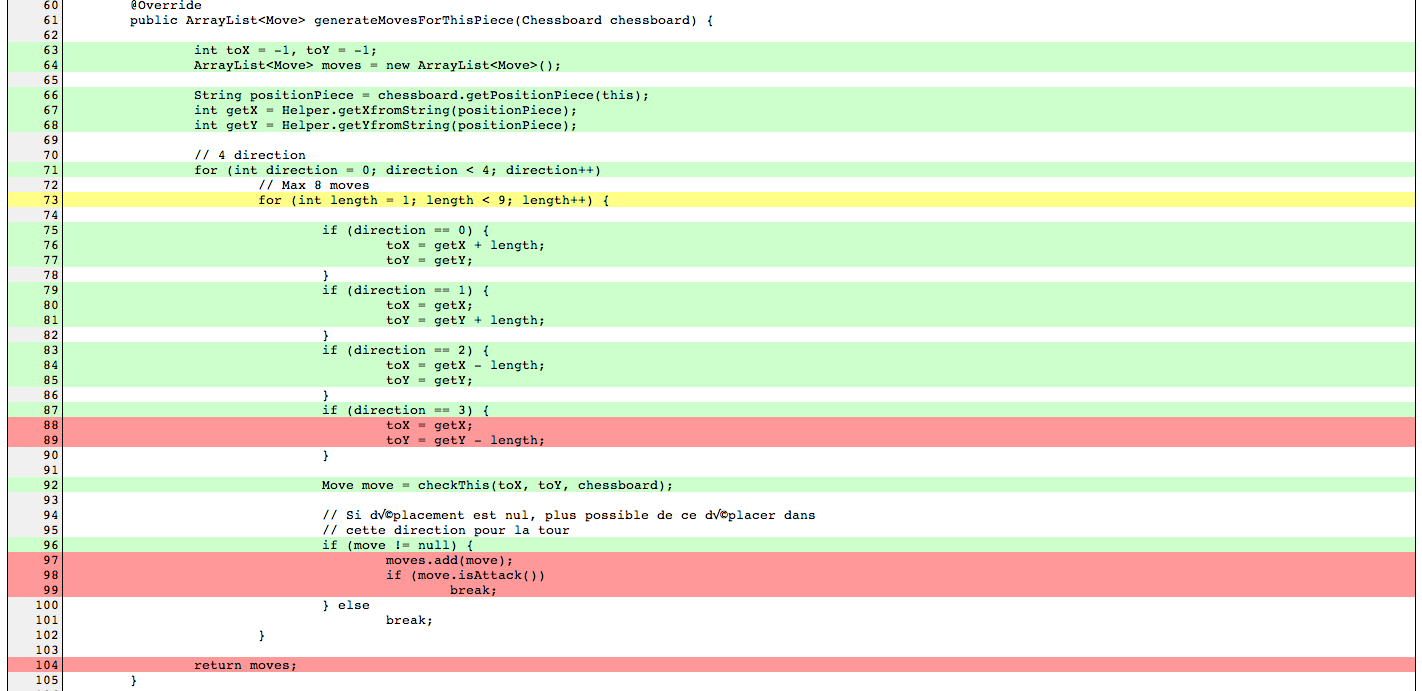 60 @Override
61 public ArrayList<Move> generateMovesForThisPiece(Chessboard chessboard) {
62
63 int toX = -1, toY = -1;
64 ArrayList<Move> moves = new ArrayList<Move>();
65
66 String positionPiece = chessboard.getPositionPiece(this);
67 int getX = Helper.getXfromString(positionPiece);
68 int getY = Helper.getYfromString(positionPiece);
69
70 // 4 direction
71 for (int direction = 0; direction < 4; direction++)
72 // Max 8 moves
73 for (int length = 1; length < 9; length++) {
74
75 if (direction == 0) {
76 toX = getX + length;
77 toY = getY;
78 }
79 if (direction == 1) {
80 toX = getX;
81 toY = getY + length;
82 }
83 if (direction == 2) {
84 toX = getX - length;
85 toY = getY;
86 }
87 if (direction == 3) {
88 toX = getX;
89 toY = getY - length;
90 }
91
92 Move move = checkThis(toX, toY, chessboard);
93
94 // Si d√©placement est nul, plus possible de ce d√©placer dans
95 // cette direction pour la tour
96 if (move != null) {
97 moves.add(move);
98 if (move.isAttack())
99 break;
100 } else
101 break;
102 }
103
104 return moves;
105 }